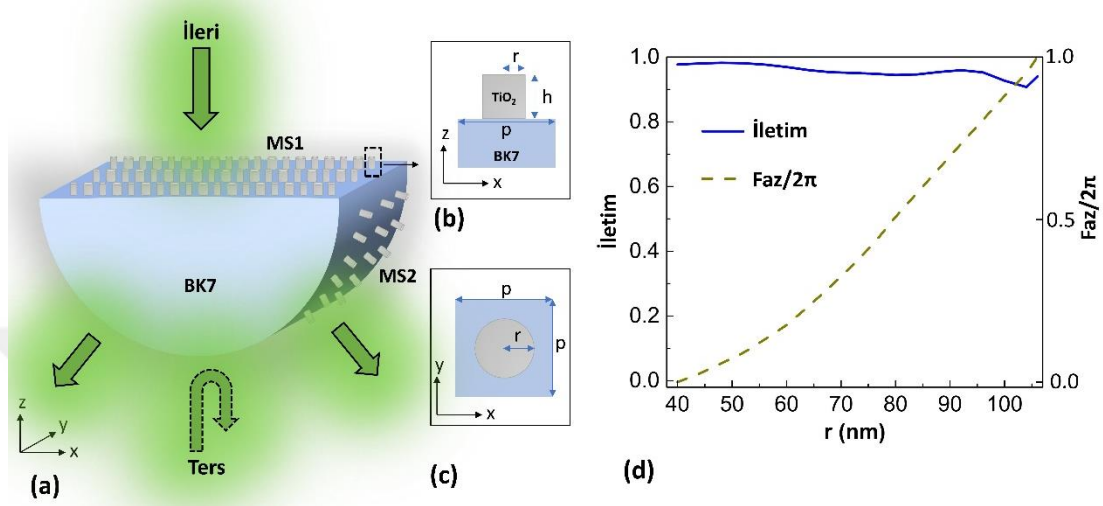 İleri
MS1
BK7
MS2
Ters
z
y
x
(a)
r
TiO₂
h
p
BK7
z
x
(b)
p
r
p
y
x
(c)
İletim
1.0
0.8
0.6
0.4
0.2
0.0
40 50 60 70 80 90 100
r (nm)
İletim
Faz/2π
1.0
0.5
0.0
Faz/2π
(d)